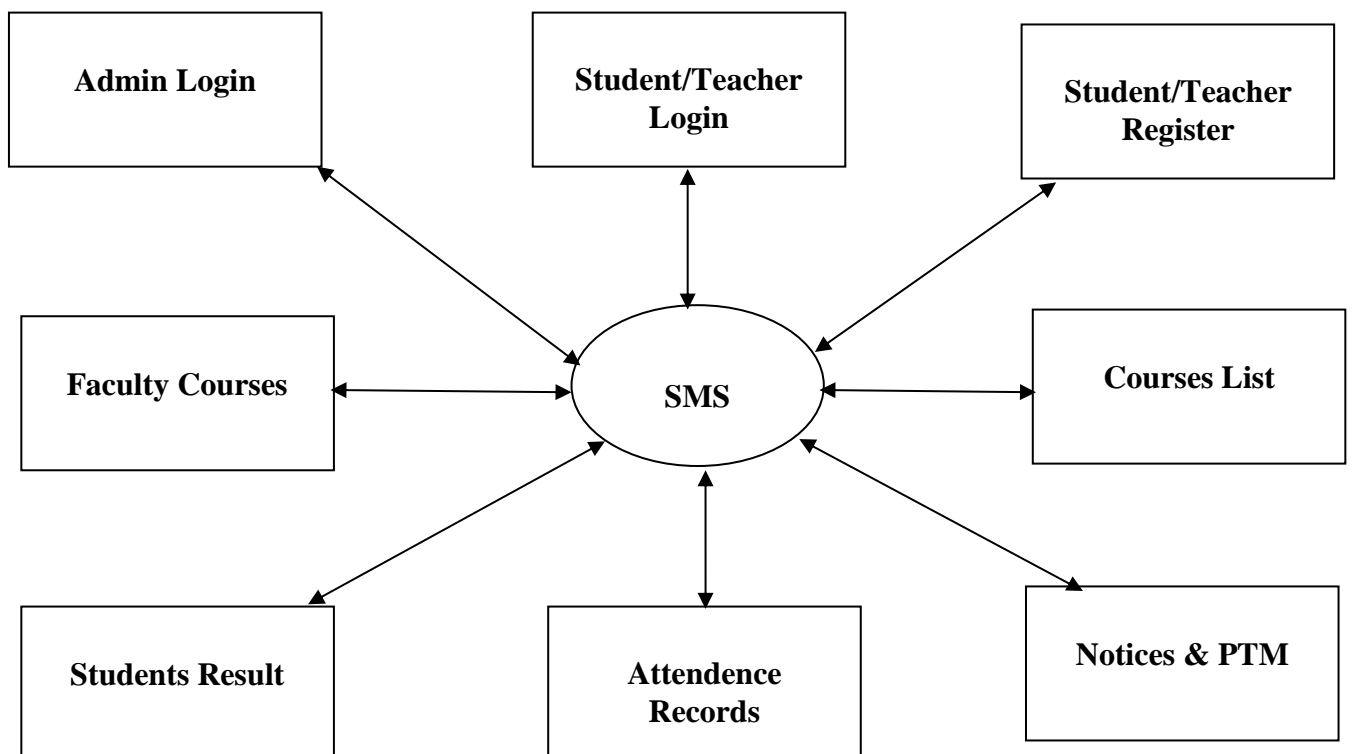 Admin Login
Student/Teacher
Login
Student/Teacher
Register
Faculty Courses
SMS
Courses List
Students Result
Attendence
Records
Notices & PTM